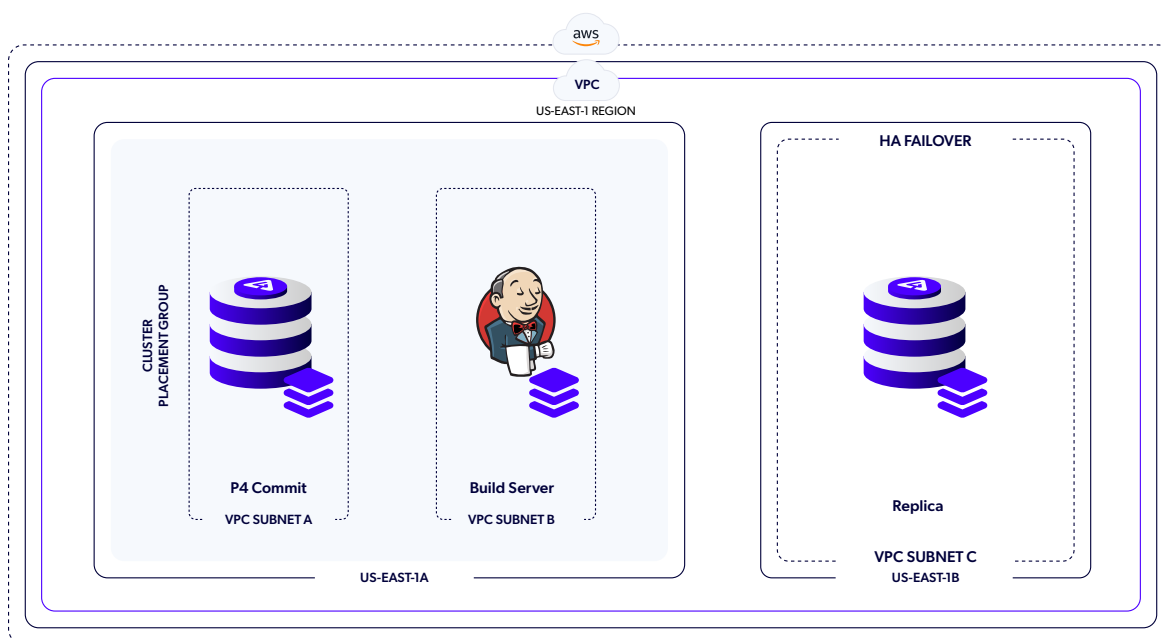 aws
VPC
US-EAST-1 REGION
HA FAILOVER
CLUSTER
PLACEMENT GROUP
P4 Commit
VPC SUBNET A
Build Server
VPC SUBNET B
US-EAST-1A
Replica
VPC SUBNET C
US-EAST-1B